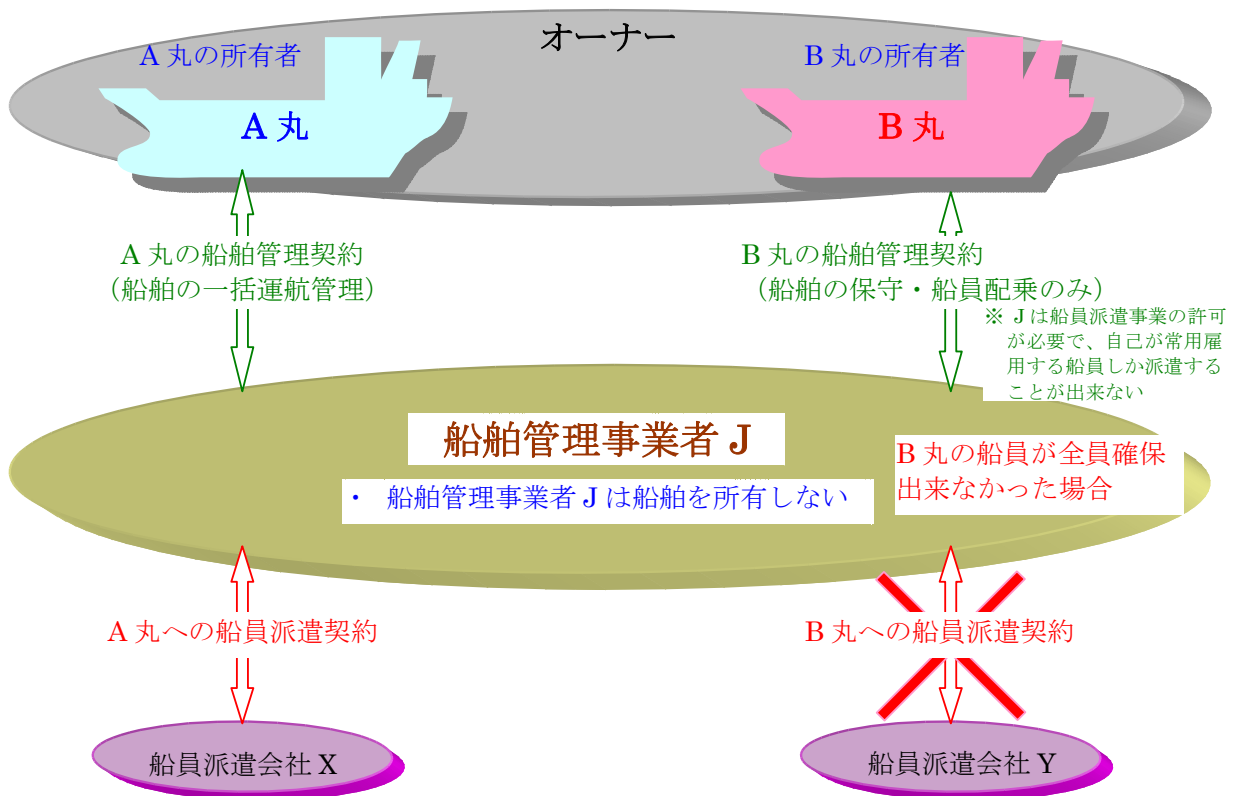 オーナー
A 丸の所有者
B 丸の所有者
A 丸
B 丸
A 丸の船舶管理契約
（船舶の一括運航管理）
B 丸の船舶管理契約
（船舶の保守・船員配乗のみ）
※ J は船員派遣事業の許可
が必要で、自己が常用雇
用する船員しか派遣する
ことが出来ない
船舶管理事業者 J
・ 船舶管理事業者 J は船舶を所有しない
B 丸の船員が全員確保
出来なかった場合
A 丸への船員派遣契約
B 丸への船員派遣契約
船員派遣会社 X
船員派遣会社 Y